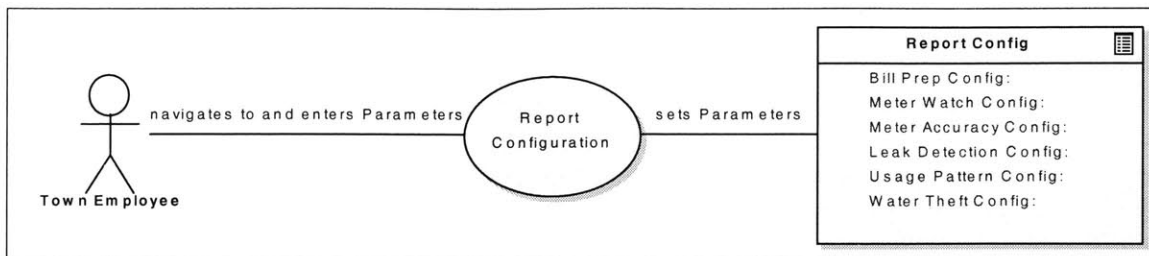 Town Employee
navigates to and enters Parameters
Report
Configuration
sets Parameters
Report Config
Bill Prep Config:
Meter Watch Config:
Meter Accuracy Config:
Leak Detection Config:
Usage Pattern Config:
Water Theft Config: